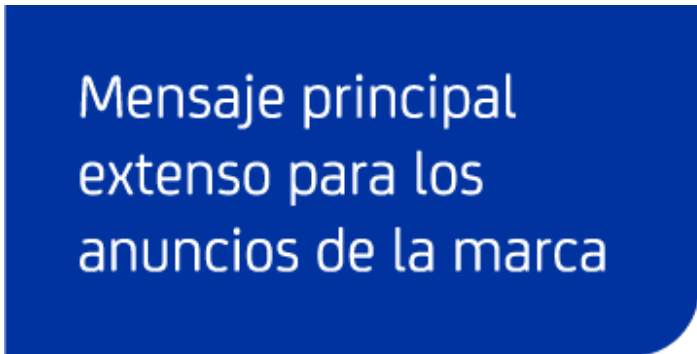 Mensaje principal
extenso para los
anuncios de la marca